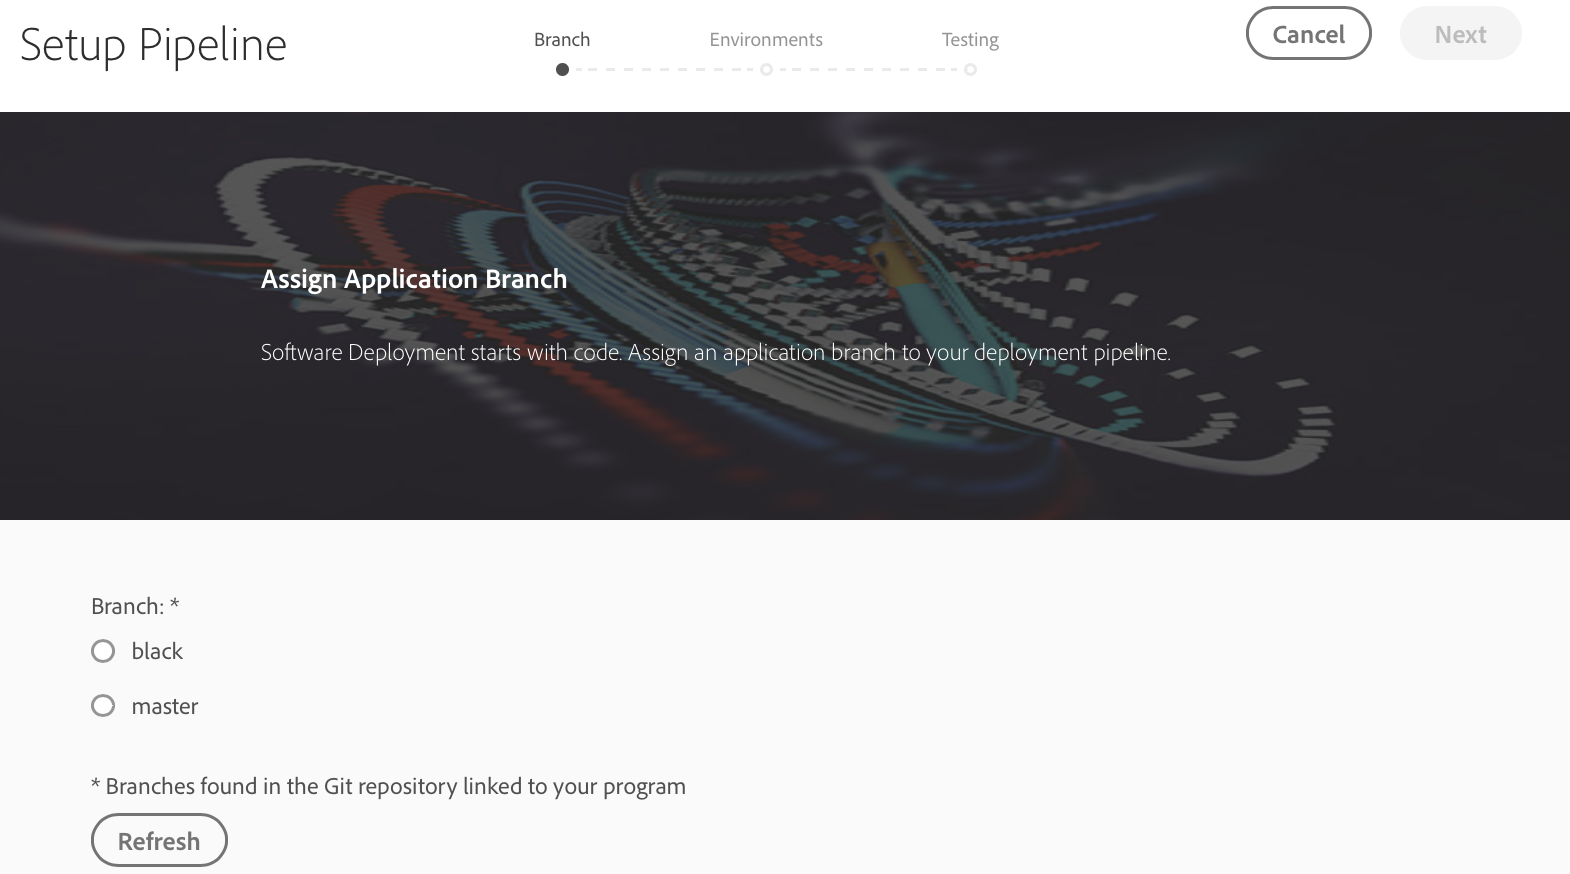 Setup Pipeline
Branch
Environments
Testing
Cancel
Next
Assign Application Branch
Software Deployment starts with code. Assign an application branch to your deployment pipeline.
Branch: *
black
master
* Branches found in the Git repository linked to your program
Refresh